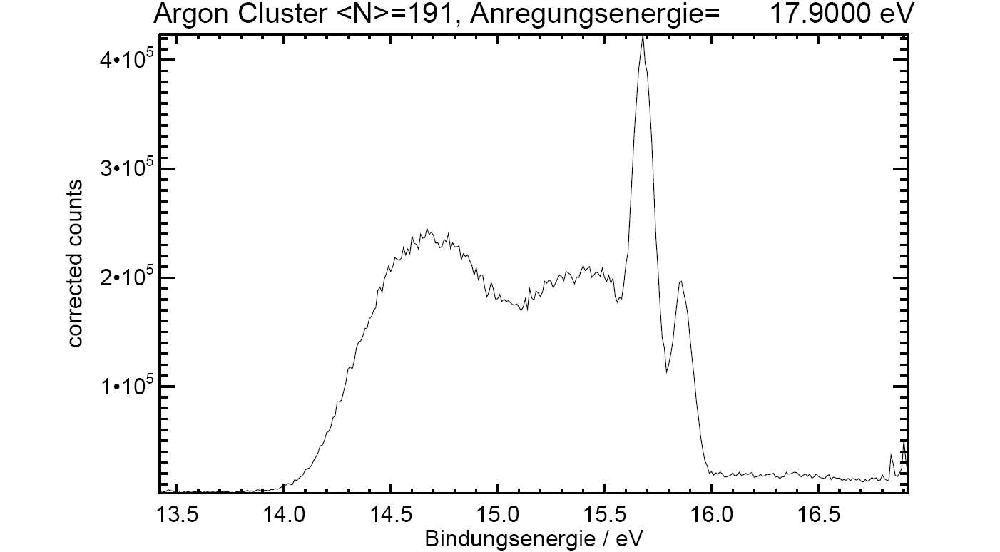 Argon Cluster <N>=191, Anregungsenergie= 17.9000 eV
4•10⁵
3•10⁵
2•10⁵
1•10⁵
corrected counts
13.5 14.0 14.5 15.0 15.5 16.0 16.5
Bindungsenergie / eV